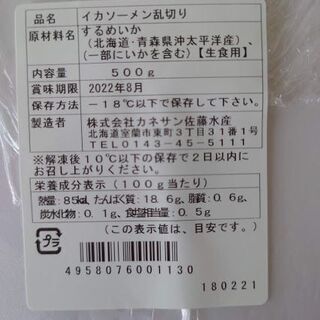 品名 イカソーメン乱切り
原材料名 するめいか
(北海道・青森県沖太平洋産)、
(一部にいかを含む)【生食用】
内容量 500g
賞味期限 2022年8月
保存方法 -18℃以下で保存して下さい。
製造者 株式会社カネサン佐藤水産
北海道室蘭市東町3丁目31番1号
TEL0143-45-5111
※解凍後10℃以下の保存で2日以内に
お召し上がりください。
栄養成分表示(100g当たり)
熱量:85kcal、たんぱく質:18.6g、脂質:0.6g、
炭水化物:0.1g、食塩相当量:0.5g
(この表示値は、目安です。)
プラ
4958076001130
180221